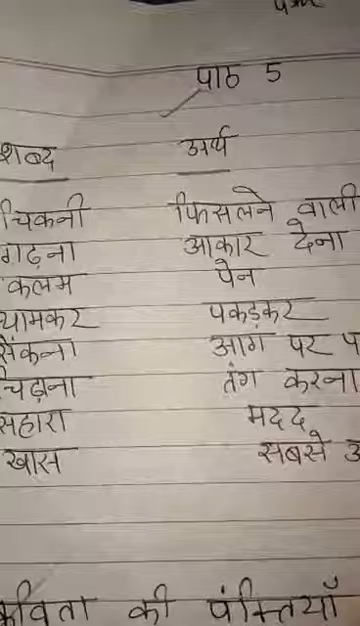 पाठ 5
शब्द अर्थ
चिकनी फिसलने वाली
गढ़ना आकार देना
कलम पेन
थामकर पकड़कर
सेंकना आग पर
चिढ़ाना तंग करना
सहारा मदद
खास सबसे
कविता की पंक्तियाँ